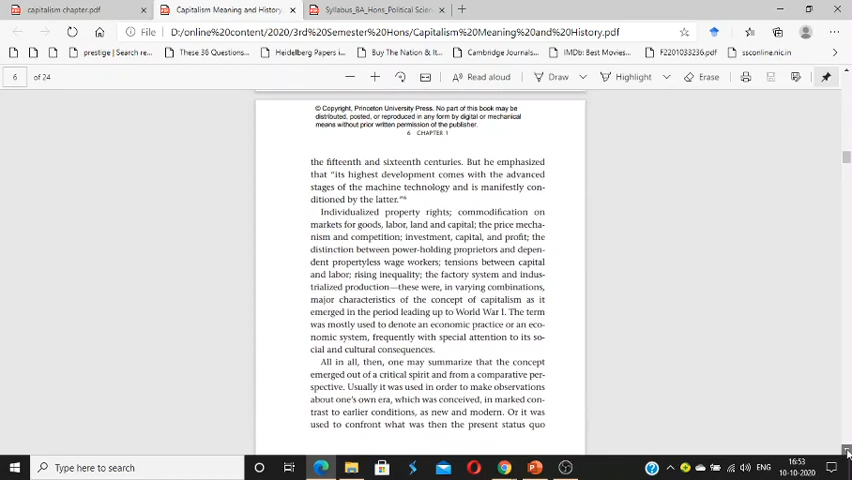 capitalism chapter.pdf
Capitalism Meaning and History
Syllabus_BA_Hons_Political Scien
File
D:/online%20content/2020/3rd%20Semester%20Hons/Capitalism%20Meaning%20and%20History.pdf
prestige | Search On...
These 36 Questions...
Heidelberg Papers i...
Buy The Nation & It...
Cambridge Journals...
IMDb: Best Movies...
F2201033236.pdf
ssconline.nic.in
6 of 24
Read aloud
Draw
Highlight
Erase
© Copyright, Princeton University Press. No part of this book may be
distributed, posted, or reproduced in any form by digital or mechanical
means without prior written permission of the publisher.
6 CHAPTER 1
the fifteenth and sixteenth centuries. But he emphasized
that “its highest development comes with the advanced
stages of the machine technology and is manifestly con-
ditioned by the latter.”6
Individualized property rights; commodification on
markets for goods, labor, land and capital; the price mecha-
nism and competition; investment, capital, and profit; the
distinction between power-holding proprietors and depen-
dent propertyless wage workers; tensions between capital
and labor; rising inequality; the factory system and indus-
trialized production—these were, in varying combinations,
major characteristics of the concept of capitalism as it
emerged in the period leading up to World War I. The term
was mostly used to denote an economic practice or an eco-
nomic system, frequently with special attention to its so-
cial and cultural consequences.
All in all, then, one may summarize that the concept
emerged out of a critical spirit and from a comparative per-
spective. Usually it was used in order to make observations
about one’s own era, which was conceived, in marked con-
trast to earlier conditions, as new and modern. Or it was
used to confront what was then the present status quo
Type here to search
ENG
16:53
10-10-2020